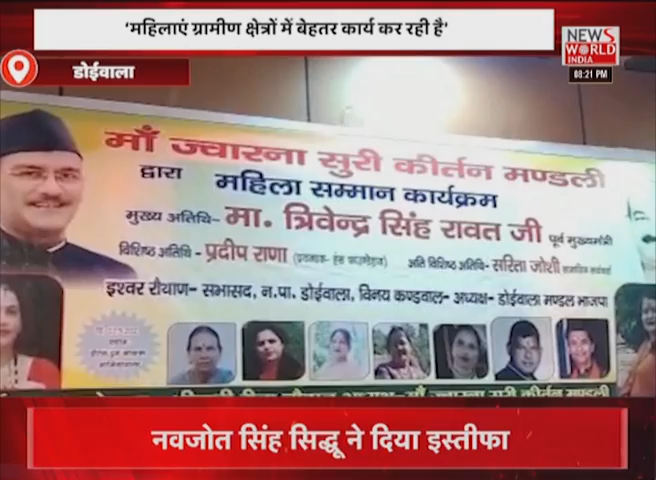 ‘महिलाएं ग्रामीण क्षेत्रों में बेहतर कार्य कर रही है’
NEWS
WORLD
INDIA
08:21 PM
डोईवाला
माँ ज्वारना सुरी कीर्तन मण्डली
द्वारा महिला सम्मान कार्यक्रम
मुख्य अतिथि- मा. त्रिवेन्द्र सिंह रावत जी पूर्व मुख्यमंत्री
विशिष्ठ अतिथि - प्रदीप राणा अति विशिष्ठ अतिथि- सरिता जोशी
इश्वर रौथाण- सभासद, न.पा. डोईवाला, विनय कण्डवाल- अध्यक्ष- डोईवाला मण्डल भाजपा
नवजोत सिंह सिद्धू ने दिया इस्तीफा